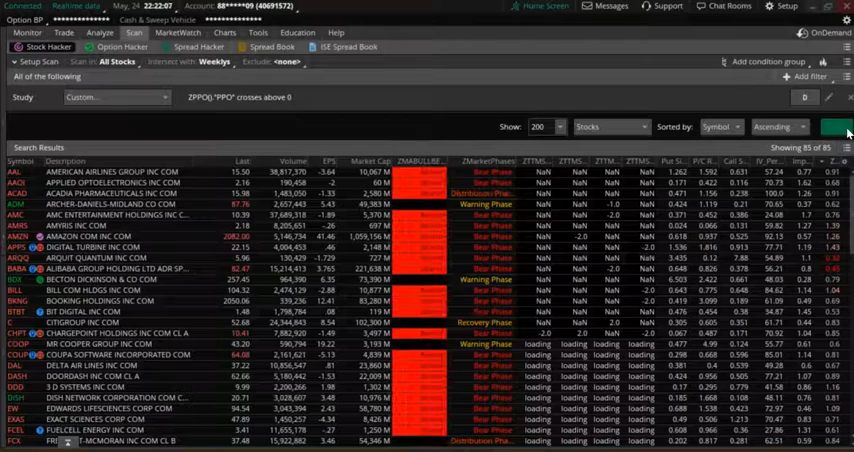 Connected Realtime data May, 24 22:22:07 Account: 88*******09 (40691572) Home Screen Messages Support Chat Rooms Setup
Option BP Cash & Sweep Vehicle
Monitor Trade Analyze Scan MarketWatch Charts Tools Education Help OnDemand
Stock Hacker Option Hacker Spread Hacker Spread Book ISE Spread Book
Setup Scan Scan in: All Stocks Intersect with: Weeklys Exclude: <none> Add condition group
All of the following Add filter
Study Custom... ZPPO()."PPO" crosses above 0 D
Show: 200 Stocks Sorted by: Symbol Ascending
Search Results Showing 85 of 85
Symbol Description Last: Volume EPS Market Cap ZMABULLBE... ZMarketPhases: ZTTMS... ZTTMS... ZTTM... ZTTMS... Put Si... P/C R... Call S... IV_Per... Imp... Z...
AAL AMERICAN AIRLINES GROUP INC COM 15.50 38,817,370 -3.64 10,067 M Bear Phase NaN NaN NaN NaN 1.262 1.592 0.631 57.24 0.77 0.91
AAOI APPLIED OPTOELECTRONICS INC COM 2.16 190,458 -2 60 M Bear Phase NaN NaN NaN NaN 0.171 0.422 0.116 70.73 1.62 0.68
ACAD ACADIA PHARMACEUTICALS INC COM 15.98 1,483,050 -1.33 2,580 M Distribution Pha... NaN NaN NaN NaN 0.471 1.156 0.238 100.0 1.26 0.91
ADM ARCHER-DANIELS-MIDLAND CO COM 87.76 2,657,443 5.43 49,383 M Warning Phase NaN NaN -1.0 NaN 0.424 1.119 0.21 70.65 0.37 0.62
AMC AMC ENTERTAINMENT HOLDINGS INC C... 10.39 37,689,318 -1.89 5,370 M Bear Phase NaN NaN -2.0 NaN 0.371 0.452 0.386 24.08 1.7 0.76
AMRS AMYRIS INC COM 2.18 8,205,651 -.26 697 M Bear Phase NaN NaN NaN NaN 0.024 0.066 0.131 59.82 1.27 1.39
AMZN AMAZON COM INC COM 2082.00 5,146,734 41.46 1,059,156 M Bear Phase NaN -2.0 NaN NaN 0.618 0.937 0.525 92.13 0.57 1.26
APPS DIGITAL TURBINE INC COM 22.15 4,004,453 .46 2,148 M Bear Phase NaN NaN NaN -2.0 1.536 1.816 0.913 77.11 1.21 1.43
ARQQ ARQIT QUANTUM INC COM 5.96 130,429 -1.729 727 M Bear Phase NaN NaN NaN NaN 3.435 0.12 7.88 54.89 1.1
BABA ALIBABA GROUP HOLDING LTD ADR SP... 82.47 15,214,413 3.765 221,638 M Bear Phase NaN NaN -2.0 NaN 0.648 0.826 0.378 56.21 0.8
BDX BECTON DICKINSON & CO COM 257.45 964,390 6.35 73,390 M Warning Phase NaN NaN NaN NaN 6.503 2.422 0.661 48.03 0.28 0.79
BILL BILL COM HLDGS INC COM 104.32 2,474,129 -2.88 10,877 M Bear Phase NaN NaN NaN NaN 0.643 0.775 0.648 84.62 1.14 1.04
BKNG BOOKING HOLDINGS INC COM 2050.06 339,236 12.41 83,280 M Bear Phase NaN NaN NaN NaN 0.419 0.393 0.189 61.09 0.69 0.49
BTBT BIT DIGITAL INC COM 1.48 790,511 .08 119 M Bear Phase NaN NaN NaN NaN 0.276 0.45 0.34 34.87 1.45 0.53
C CITIGROUP INC COM 52.68 24,344,843 8.54 102,300 M Recovery Phase NaN NaN 2.0 NaN 0.305 0.605 0.351 61.71 0.44 0.83
CHPT CHARGEPOINT HOLDINGS INC COM CL A 10.41 7,822,983 -1.49 3,497 M Bear Phase -2.0 NaN -2.0 NaN 0.067 0.487 0.171 70.92 1.04
COOP MR COOPER GROUP INC COM 43.20 590,794 19.22 3,193 M Warning Phase loading loading loading loading 0.477 4.99 0.124 55.57 0.6 0.6
COUP COUPA SOFTWARE INCORPORATED COM 64.08 2,161,621 -5.13 4,839 M Bear Phase loading loading loading loading 0.298 0.668 0.596 85.01 1.14 0.81
DAL DELTA AIR LINES INC COM 37.22 10,856,547 .81 23,860 M Bear Phase loading loading loading loading 0.381 0.4 0.359 49.28 0.6 0.67
DASH DOORDASH INC COM CL A 62.66 5,180,442 -1.53 22,009 M Bear Phase loading loading loading loading 0.424 0.956 0.505 77.21 1.07 0.89
DDD 3 D SYSTEMS INC COM 9.99 2,200,266 1.98 1,302 M Bear Phase loading loading loading loading 0.17 0.295 0.279 41.58 0.86 1.16
DISH DISH NETWORK CORPORATION COM C... 20.71 3,028,710 3.48 10,976 M Bear Phase loading loading loading loading 0.185 1.668 0.108 48.11 0.76 0.81
EW EDWARDS LIFESCIENCES CORP COM 94.54 3,043,394 2.43 58,780 M Bear Phase loading loading loading loading 0.688 1.538 0.423 72.97 0.46 1.09
EXAS EXACT SCIENCES CORP COM 47.89 1,450,257 -4.34 8,426 M Bear Phase loading loading loading loading 0.49 0.506 1.213 70.47 0.83 0.71
FCEL FUELCELL ENERGY INC COM 3.41 11,655,178 -.27 1,250 M Bear Phase loading loading loading loading 0.608 0.966 0.36 27.86 1.31 0.61
FCX T-MCMORAN INC COM CL B 37.48 15,922,882 3.46 54,346 M Distribution Pha... loading loading loading loading 0.202 0.817 0.281 62.51 0.59 0.84